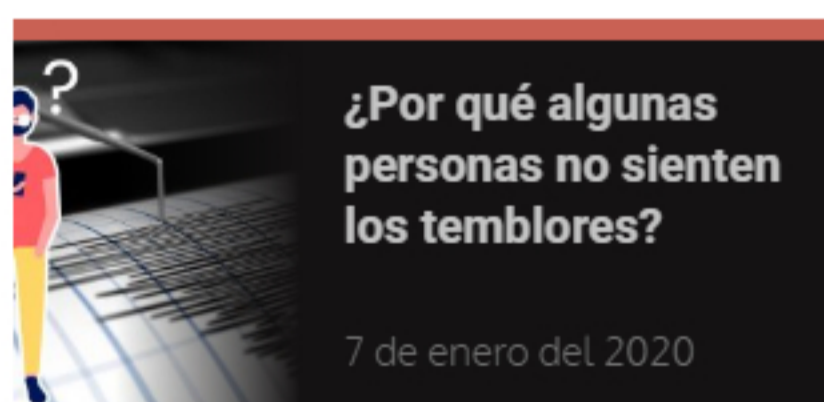 ?
¿Por qué algunas
personas no sienten
los temblores?
7 de enero del 2020